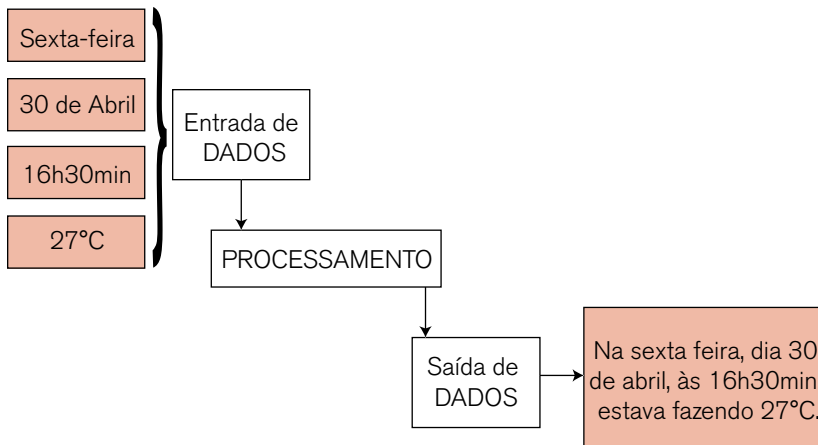 Sexta-feira
30 de Abril
16h30min
27°C
Entrada de
DADOS
PROCESSAMENTO
Saída de
DADOS
Na sexta feira, dia 30
de abril, às 16h30min
estava fazendo 27°C.